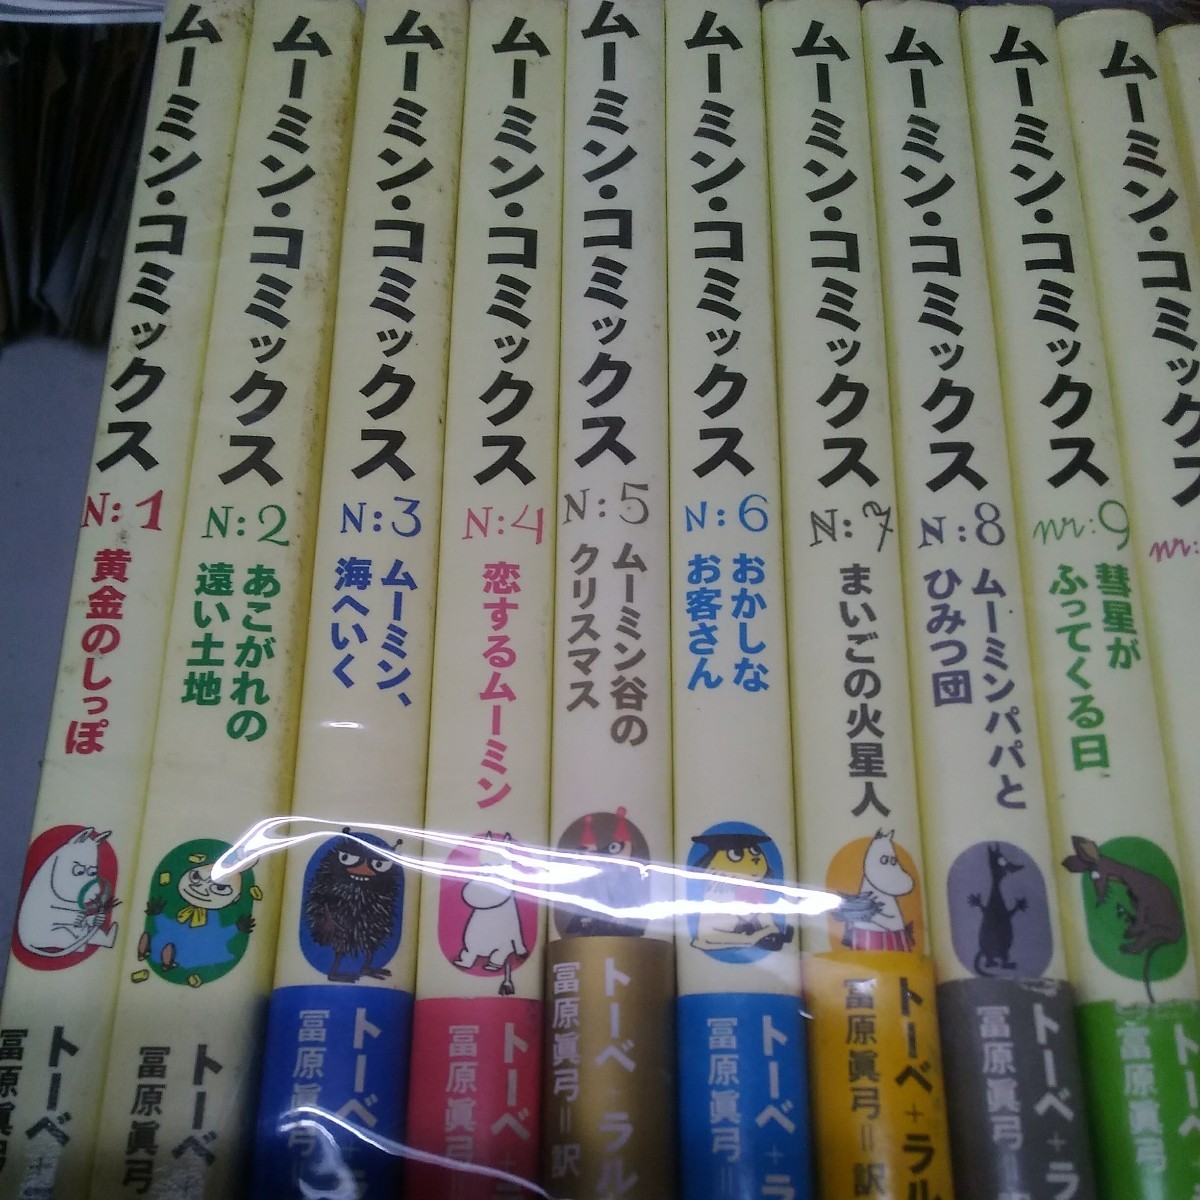 ムーミン・コミックス
N:1
黄金のしっぽ
トーベ+
冨原眞弓
ムーミン・コミックス
N:2
あこがれの
遠い土地
トーベ
冨原眞弓
ムーミン・コミックス
N:3
ムーミン、
海へいく
トーベ+
冨原眞弓=
ムーミン・コミックス
N:4
恋するムーミン
トーベ+
冨原眞弓
ムーミン・コミックス
N:5
ムーミン谷の
クリスマス
トーベ+ラル
冨原眞弓=訳
ムーミン・コミックス
N:6
おかしな
お客さん
トーベ+ラ
冨原眞弓=
ムーミン・コミックス
N:7
まいごの火星人
トーベ+ラル
冨原眞弓=訳
ムーミン・コミックス
N:8
ムーミンパパと
ひみつ団
トーベ+ラ
冨原眞弓=
ムーミン・コミックス
nr:9
彗星が
ふってくる日
トーベ
冨原眞弓
ムーミン・コミックス
nr: